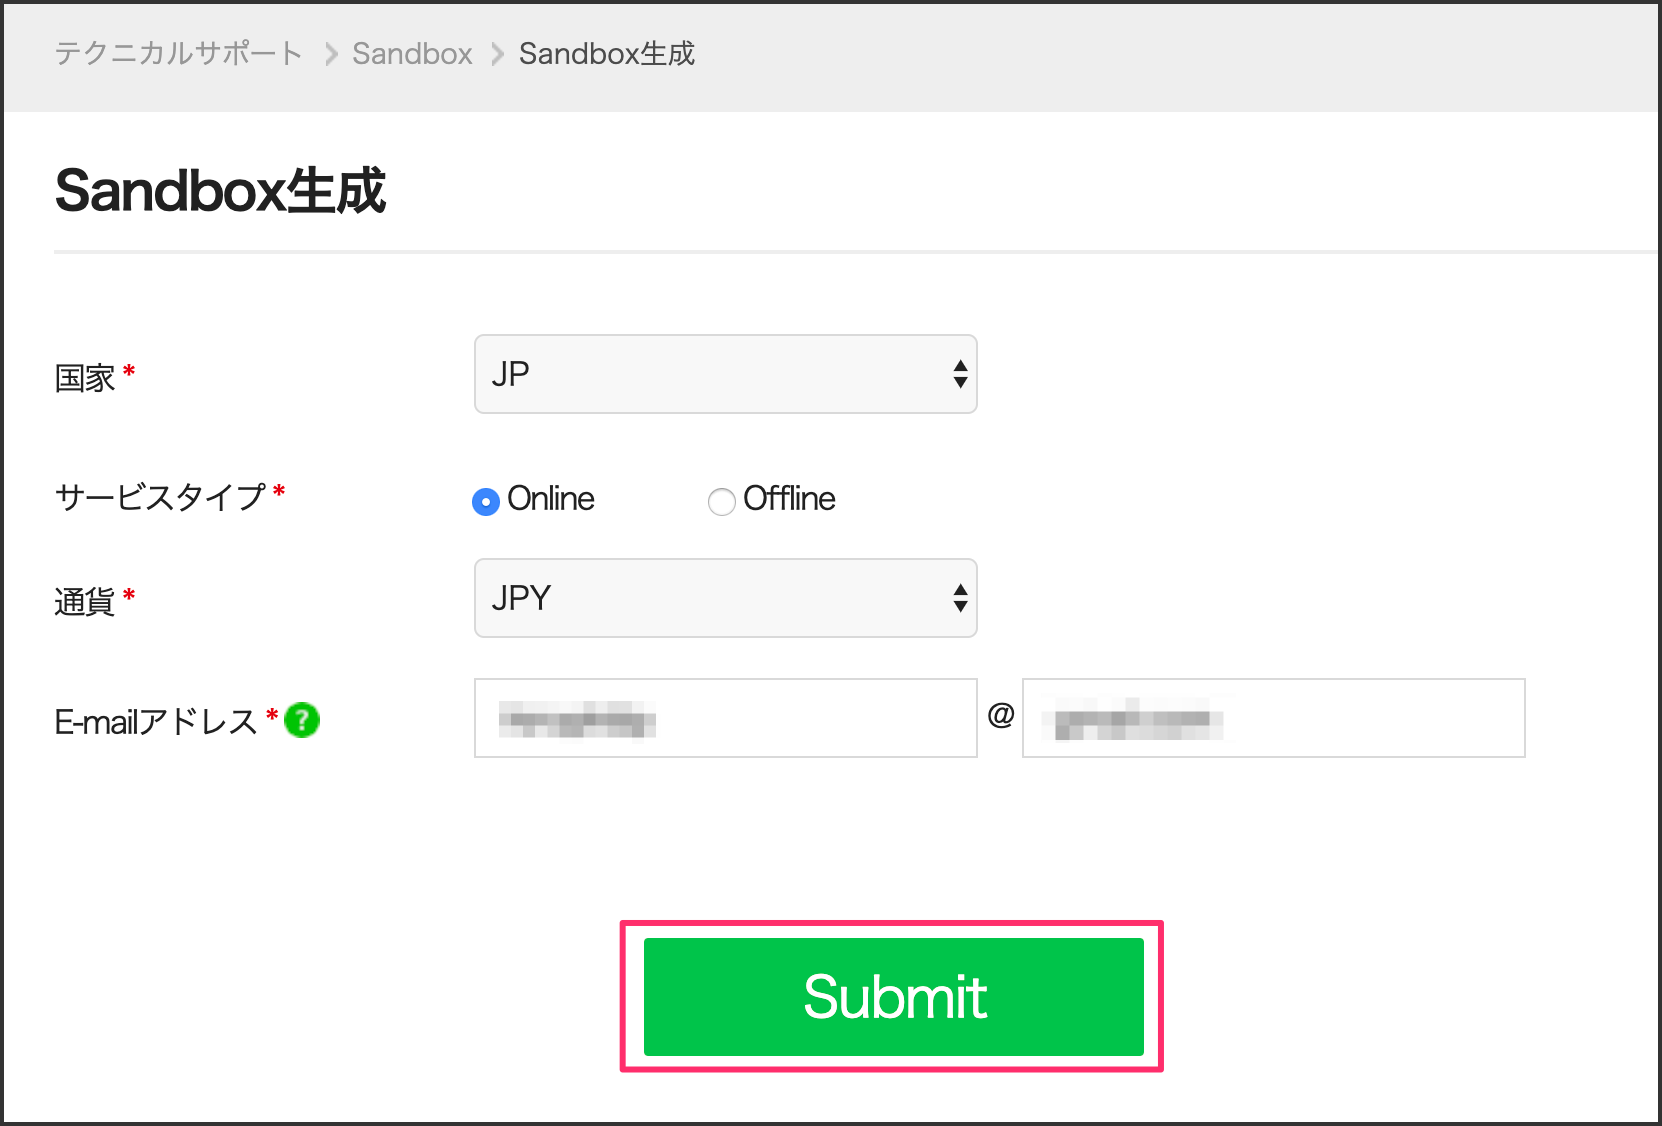 テクニカルサポート > Sandbox > Sandbox生成
Sandbox生成
国家 *
JP
サービスタイプ *
Online
Offline
通貨 *
JPY
E-mailアドレス * ?
@
Submit